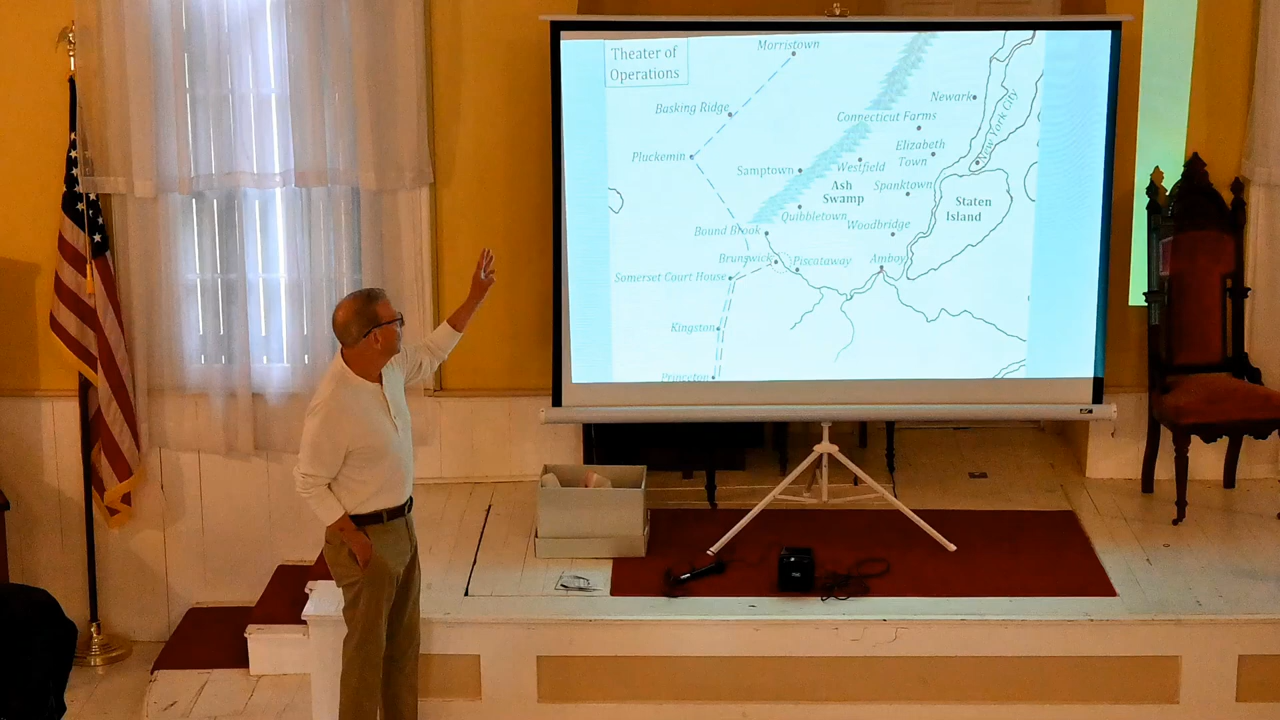 Theater of
Operations
Morristown
Basking Ridge
Newark
Connecticut Farms
New York City
Pluckemin
Elizabeth
Town
Samptown
Westfield
Ash
Swamp
Spanktown
Staten
Island
Quibbletown
Woodbridge
Bound Brook
Brunswick
Piscataway
Amboy
Somerset Court House
Kingston
Princeton